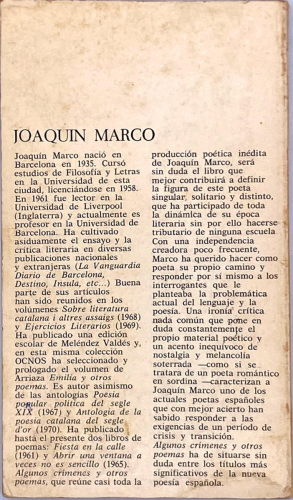 JOAQUIN MARCO
Joaquín Marco nació en
Barcelona en 1935. Cursó
estudios de Filosofía y Letras
en la Universidad de esta
ciudad, licenciándose en 1958.
En 1961 fue lector en la
Universidad de Liverpool
(Inglaterra) y actualmente es
profesor en la Universidad de
Barcelona. Ha cultivado
asiduamente el ensayo y la
crítica literaria en diversas
publicaciones nacionales
y extranjeras (La Vanguardia
Diario de Barcelona,
Destino, Insula, etc...) Buena
parte de sus artículos
han sido reunidos en los
volúmenes Sobre literatura
catalana i altres assaigs (1968)
y Ejercicios Literarios (1969).
Ha publicado una edición
escolar de Meléndez Valdés y,
en esta misma colección
OCNOS ha seleccionado y
prologado el volumen de
Arriaza Emilia y otros
poemas. Es autor asimismo
de las antologías Poesía
popular política del segle
XIX (1967) y Antología de la
poesía catalana del segle
d'or (1970). Ha publicado
hasta el presente dos libros de
poemas: Fiesta en la calle
(1961) y Abrir una ventana a
veces no es sencillo (1965).
Algunos crímenes y otros
poemas, que reúne casi toda la
producción poética inédita
de Joaquín Marco, será
sin duda el libro que
mejor contribuirá a definir
la figura de este poeta
singular, solitario y distinto,
que ha participado de toda
la dinámica de su época
literaria sin por ello hacerse
tributario de ninguna escuela
Con una independencia
creadora poco frecuente,
Marco ha querido hacer como
poeta su propio camino y
responder por sí mismo a los
interrogantes que le
planteaba la problemática
actual del lenguaje y la
poesía. Una ironía crítica
nada común que pone en
duda constantemente el
propio material poético y
un acento inequívoco de
nostalgia y melancolía
soterrada —como si se
tratara de un poeta romántico
en sordina —caracterizan a
Joaquín Marco uno de los
actuales poetas españoles
que con mejor acierto han
sabido responder a las
exigencias de un período de
crisis y transición.
Algunos crímenes y otros
poemas ha de situarse sin
duda entre los títulos más
significativos de la nueva
poesía española.